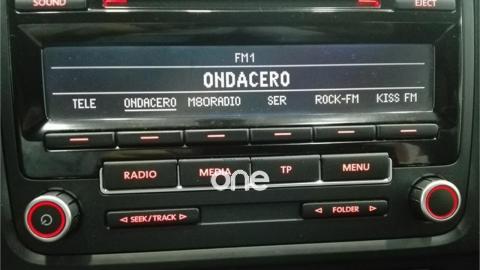 SOUND EJECT
FM1
ONDACERO
TELE ONDACERO M80RADIO SER ROCK-FM KISS FM
RADIO MEDIA TP MENU
one
SEEK/TRACK FOLDER